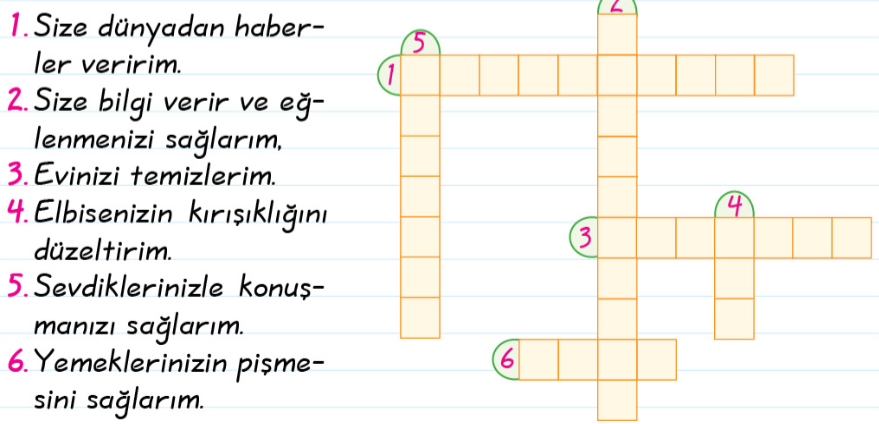 1. Size dünyadan haber-
ler veririm.
2. Size bilgi verir ve eğ-
lenmenizi sağlarım,
3. Evinizi temizlerim.
4. Elbisenizin kırışıklığını
düzeltirim.
5. Sevdiklerinizle konuş-
manızı sağlarım.
6. Yemeklerinizin pişme-
sini sağlarım.
2
5
1
4
3
6